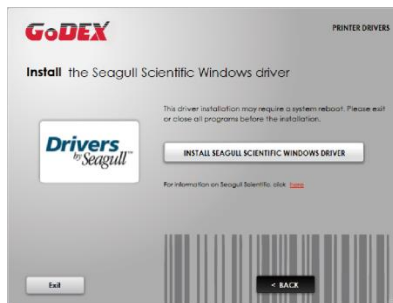 GODEX
PRINTER DRIVERS
Install the Seagull Scientific Windows driver
This driver installation may require a system reboot. Please exit
or close all programs before the installation.
Drivers
by Seagull™
INSTALL SEAGULL SCIENTIFIC WINDOWS DRIVER
For information on Seagull Scientific, click here
Exit
< BACK